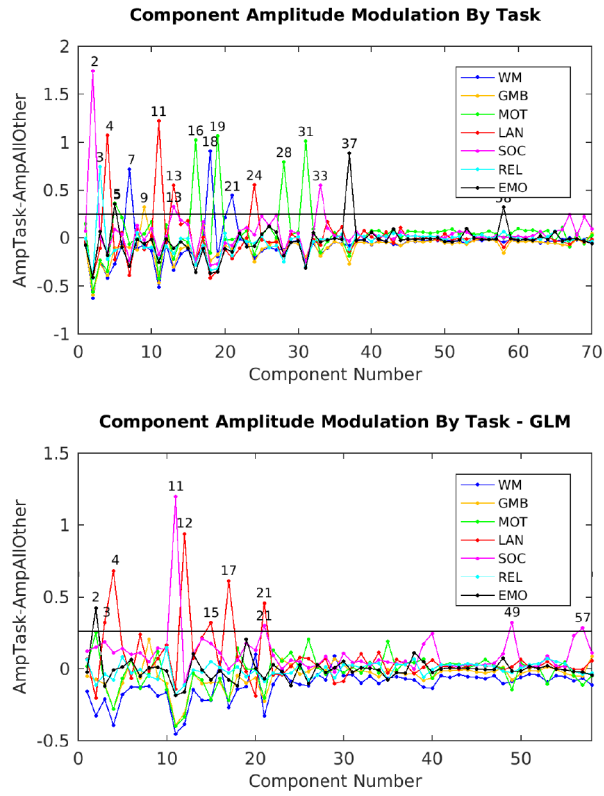 Component Amplitude Modulation By Task
AmpTask-AmpAllOther
2
1.5
1
0.5
0
-0.5
-1
2
3
4
5
7
9
11
13
13
16
18
19
21
24
28
31
33
37
WM
GMB
MOT
LAN
SOC
REL
EMO
0
10
20
30
40
50
60
70
Component Number
Component Amplitude Modulation By Task - GLM
AmpTask-AmpAllOther
1.5
1
0.5
0
-0.5
2
3
4
11
12
15
17
21
21
49
57
WM
GMB
MOT
LAN
SOC
REL
EMO
0
10
20
30
40
50
Component Number